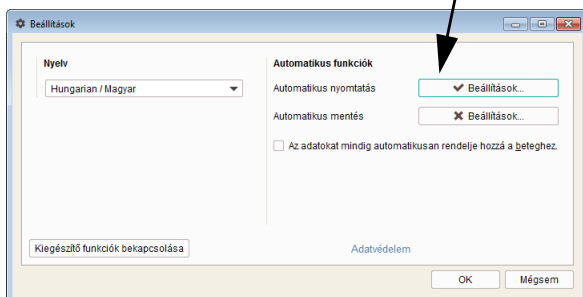 Beállítások
Nyelv
Hungarian / Magyar
Automatikus funkciók
Automatikus nyomtatás
Beállítások...
Automatikus mentés
Beállítások...
Az adatokat mindig automatikusan rendelje hozzá a beteghez.
Kiegészítő funkciók bekapcsolása
Adatvédelem
OK
Mégsem